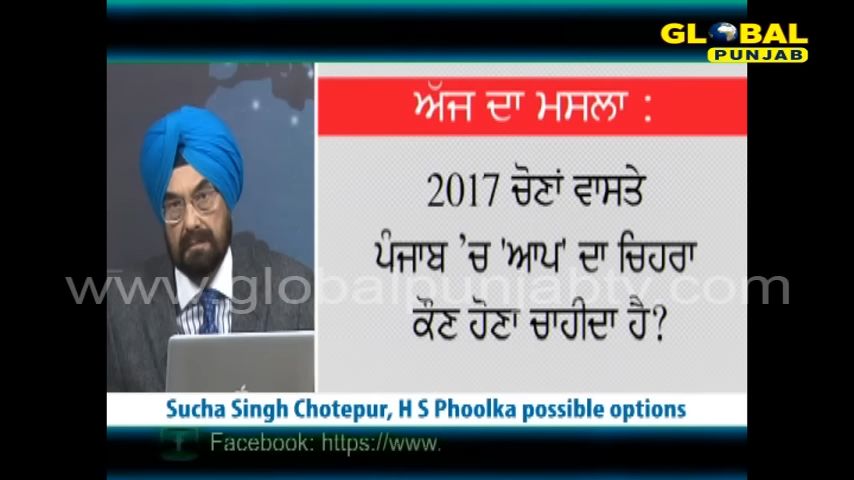 GLOBAL
PUNJAB
ਅੱਜ ਦਾ ਮਸਲਾ :
2017 ਚੋਣਾਂ ਵਾਸਤੇ
ਪੰਜਾਬ ’ਚ 'ਆਪ' ਦਾ ਚਿਹਰਾ
www.globalpunjabtv.com
ਕੌਣ ਹੋਣਾ ਚਾਹੀਦਾ ਹੈ?
Sucha Singh Chotepur, H S Phoolka possible options
f Facebook: https://www.